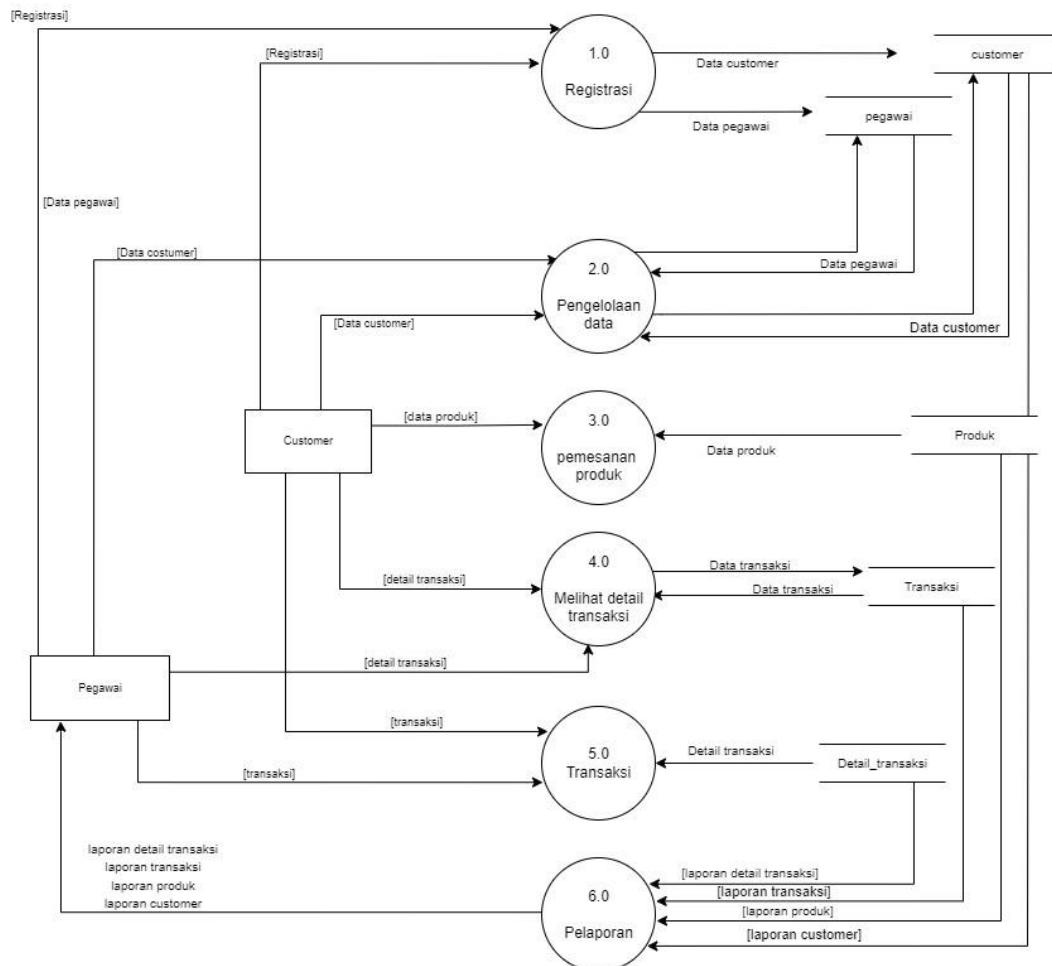 [Registrasi]
[Registrasi]
1.0
Registrasi
Data customer
customer
Data pegawai
pegawai
[Data pegawai]
[Data costumer]
2.0
Pengelolaan
data
Data pegawai
[Data customer]
Data customer
Customer
[data produk]
3.0
pemesanan
produk
Data produk
Produk
[detail transaksi]
4.0
Melihat detail
transaksi
Data transaksi
Data transaksi
Transaksi
Pegawai
[detail transaksi]
[transaksi]
[transaksi]
5.0
Transaksi
Detail transaksi
Detail_transaksi
laporan detail transaksi
laporan transaksi
laporan produk
laporan customer
6.0
Pelaporan
[laporan detail transaksi]
[laporan transaksi]
[laporan produk]
[laporan customer]